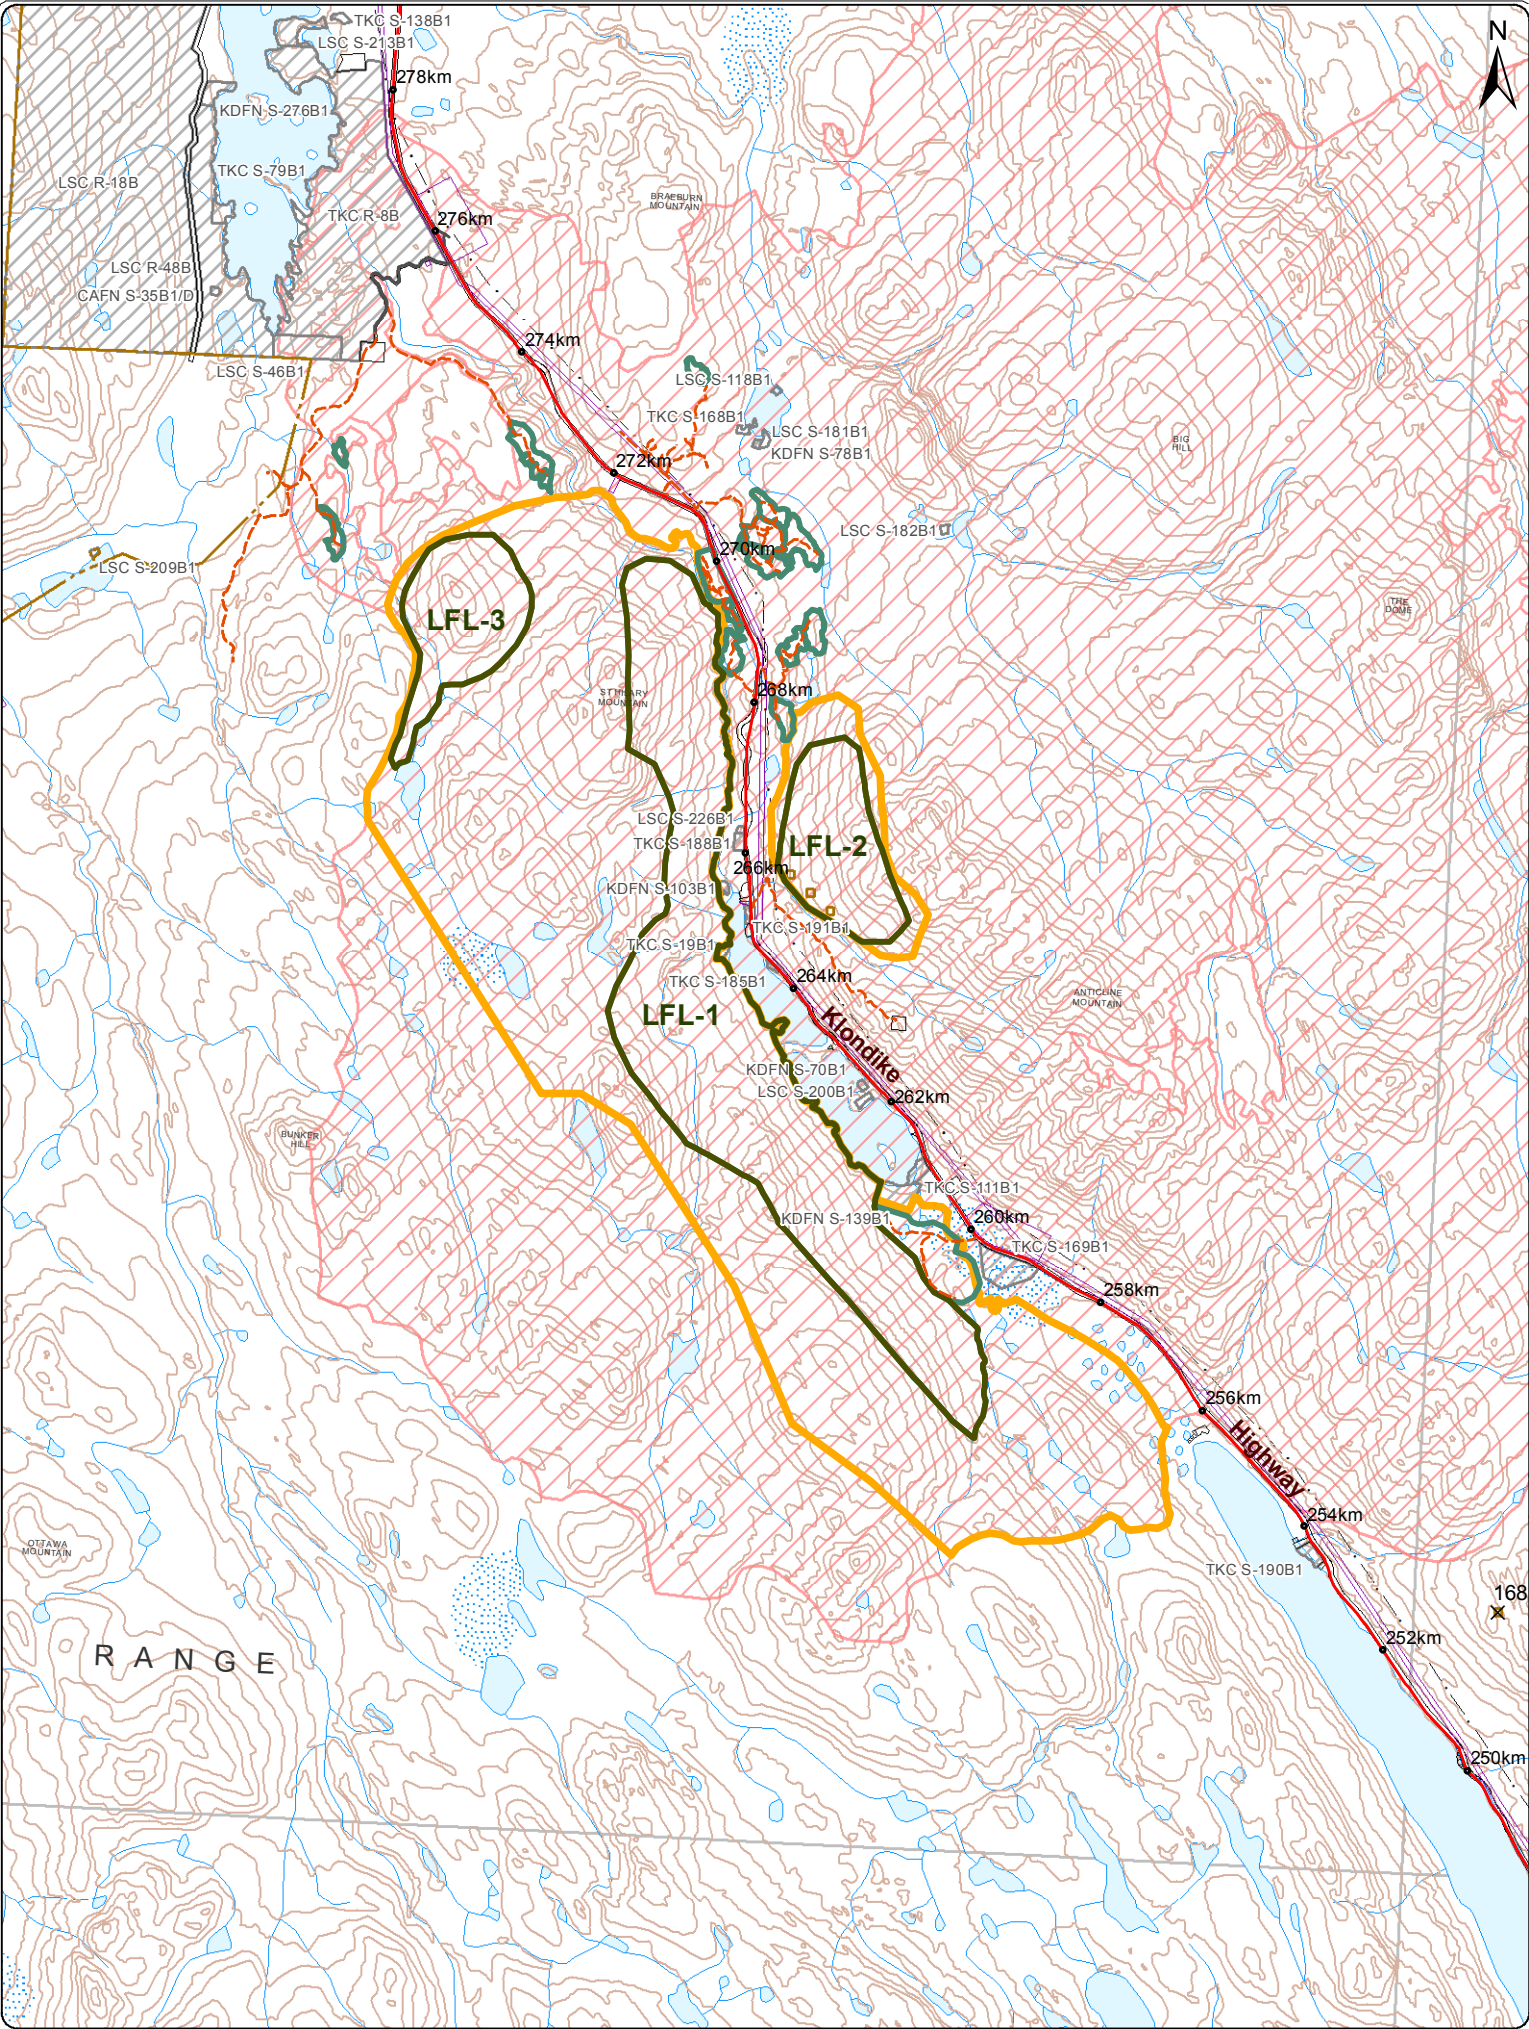 TKC S-138B1
N
LSC S-213B1
278km
KDFN S-276B1
TKC S-79B1
LSC R-18B
BRAEBURN
MOUNTAIN
TKC R-8B
276km
LSC R-48B
CAFN S-35B1/D
274km
LSC S-46B1
LSC S-118B1
TKC S-168B1
LSC S-181B1
BIG
HILL
KDFN S-78B1
272km
LSC S-182B1
270km
LSC S-209B1
THE
DOME
LFL-3
268km
ST HILARY
MOUNTAIN
LSC S-226B1
TKC S-188B1
LFL-2
266km
KDFN S-103B1
TKC S-191B1
TKC S-19B1
264km
TKC S-185B1
ANTICLINE
MOUNTAIN
LFL-1
Klondike
KDFN S-70B1
LSC S-200B1
262km
BUNKER
HILL
TKC S-111B1
KDFN S-139B1
260km
TKC S-169B1
258km
256km
Highway
254km
OTTAWA
MOUNTAIN
TKC S-190B1
168
252km
RANGE
250km